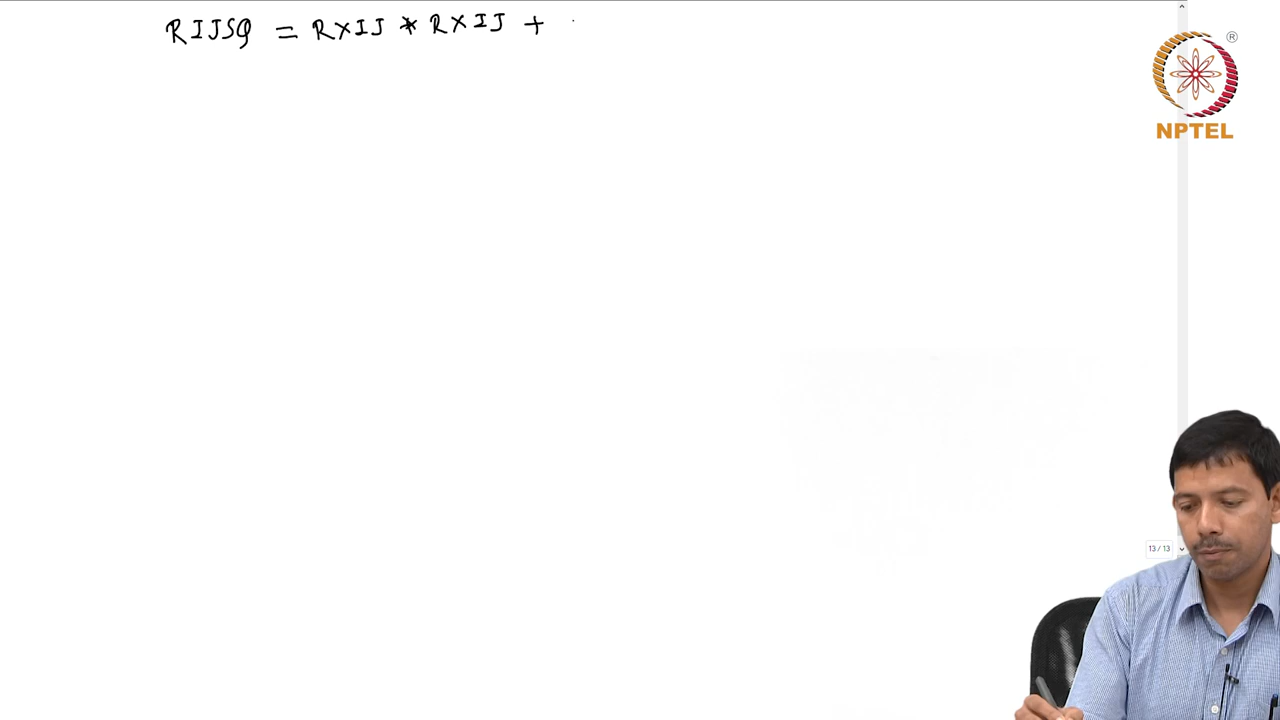 RIJSQ = RXIJ * RXIJ +
®
NPTEL
13 / 13